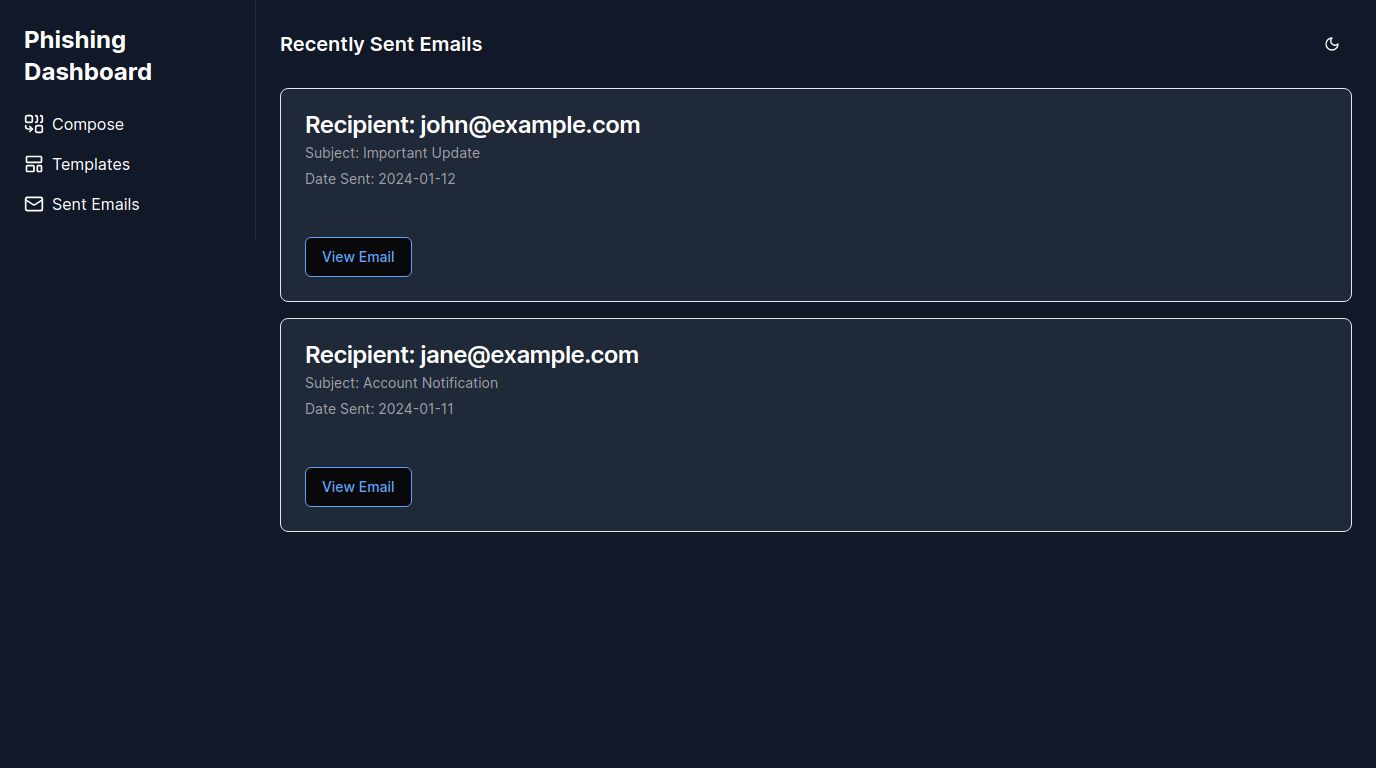 Phishing
Dashboard
Compose
Templates
Sent Emails
Recently Sent Emails
Recipient: john@example.com
Subject: Important Update
Date Sent: 2024-01-12
View Email
Recipient: jane@example.com
Subject: Account Notification
Date Sent: 2024-01-11
View Email